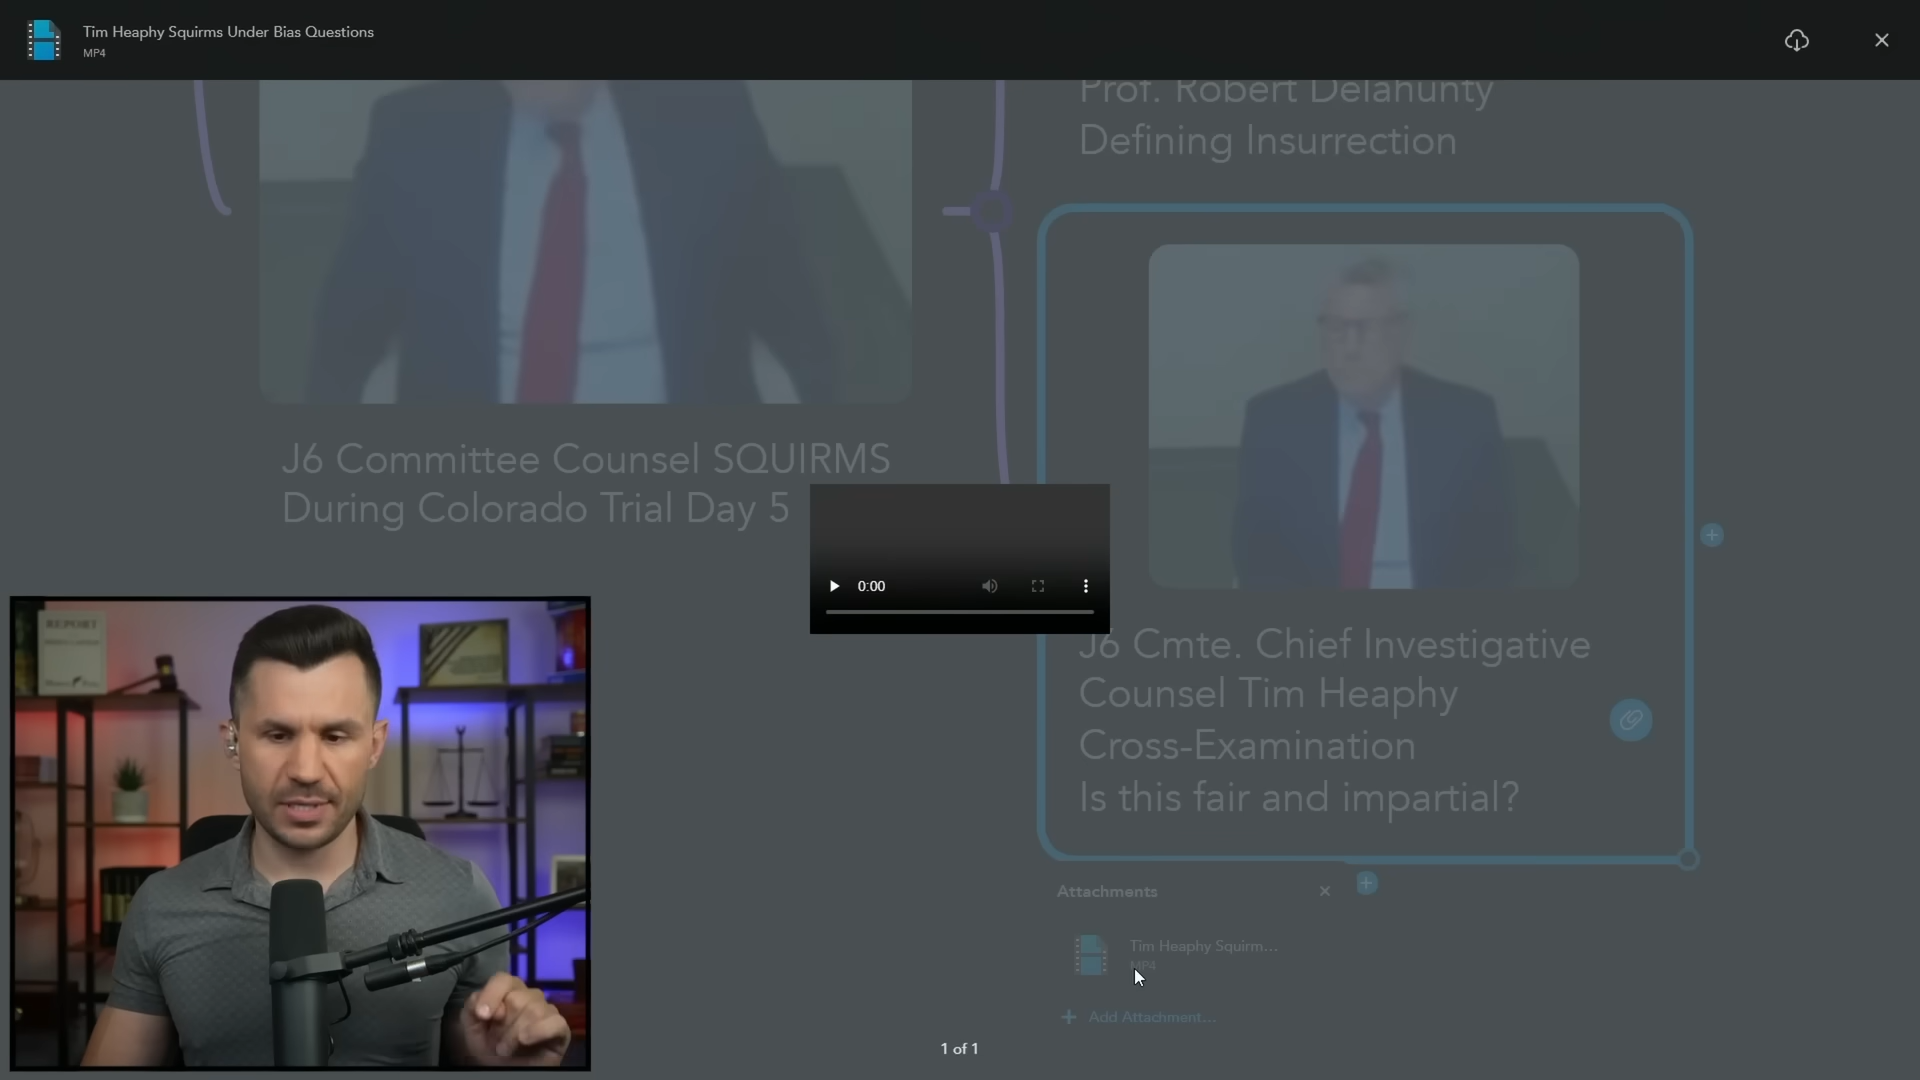 Tim Heaphy Squirms Under Bias Questions
MP4
Prof. Robert Delahunty
Defining Insurrection
J6 Committee Counsel SQUIRMS
During Colorado Trial Day 5
0:00
J6 Cmte. Chief Investigative
Counsel Tim Heaphy
Cross-Examination
Is this fair and impartial?
Attachments
Tim Heaphy Squirm...
MP4
Add Attachment...
1 of 1
REPORT